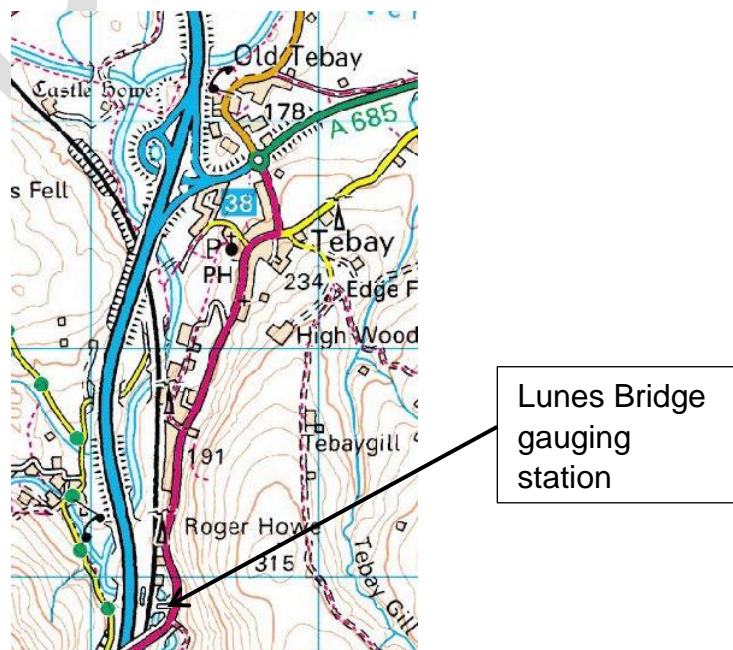 Old Tebay
Castle Howe
178
A 685
s Fell
38
Tebay
P
PH
234
Edge F
High Wood
Tebaygill
191
Roger Howe
315
Tebay Gill
Lunes Bridge
gauging
station